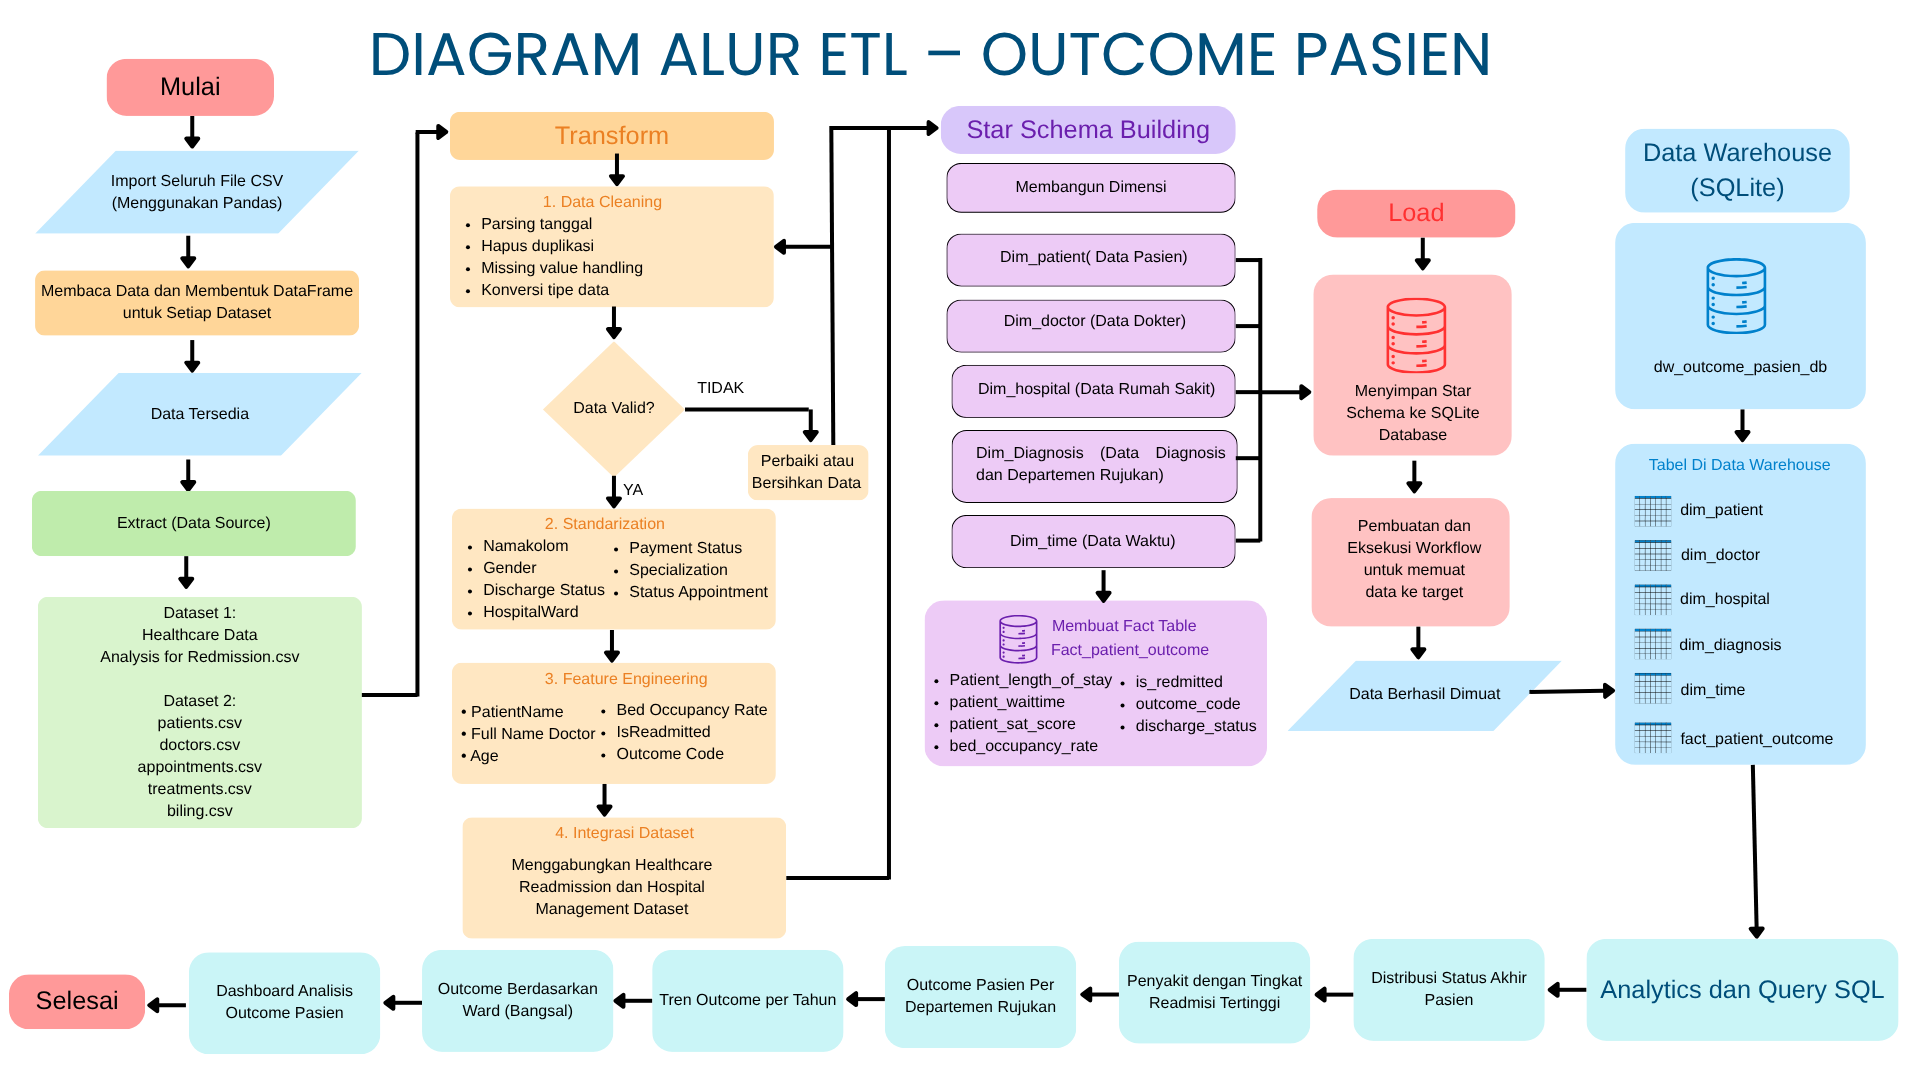 DIAGRAM ALUR ETL – OUTCOME PASIEN
Mulai
Import Seluruh File CSV
(Menggunakan Pandas)
Membaca Data dan Membentuk DataFrame
untuk Setiap Dataset
Data Tersedia
Extract (Data Source)
Dataset 1:
Healthcare Data
Analysis for Redmission.csv
Dataset 2:
patients.csv
doctors.csv
appointments.csv
treatments.csv
biling.csv
Transform
1. Data Cleaning
• Parsing tanggal
• Hapus duplikasi
• Missing value handling
• Konversi tipe data
Data Valid?
TIDAK
Perbaiki atau
Bersihkan Data
YA
2. Standarization
• Namakolom
• Gender
• Discharge Status
• HospitalWard
• Payment Status
• Specialization
• Status Appointment
3. Feature Engineering
• PatientName
• Full Name Doctor
• Age
• Bed Occupancy Rate
• IsReadmitted
• Outcome Code
4. Integrasi Dataset
Menggabungkan Healthcare
Readmission dan Hospital
Management Dataset
Star Schema Building
Membangun Dimensi
Dim_patient( Data Pasien)
Dim_doctor (Data Dokter)
Dim_hospital (Data Rumah Sakit)
Dim_Diagnosis (Data Diagnosis
dan Departemen Rujukan)
Dim_time (Data Waktu)
Membuat Fact Table
Fact_patient_outcome
• Patient_length_of_stay
• patient_waittime
• patient_sat_score
• bed_occupancy_rate
• is_redmitted
• outcome_code
• discharge_status
Load
Menyimpan Star
Schema ke SQLite
Database
Pembuatan dan
Eksekusi Workflow
untuk memuat
data ke target
Data Berhasil Dimuat
Data Warehouse
(SQLite)
dw_outcome_pasien_db
Tabel Di Data Warehouse
dim_patient
dim_doctor
dim_hospital
dim_diagnosis
dim_time
fact_patient_outcome
Analytics dan Query SQL
Distribusi Status Akhir
Pasien
Penyakit dengan Tingkat
Readmisi Tertinggi
Outcome Pasien Per
Departemen Rujukan
Tren Outcome per Tahun
Outcome Berdasarkan
Ward (Bangsal)
Dashboard Analisis
Outcome Pasien
Selesai